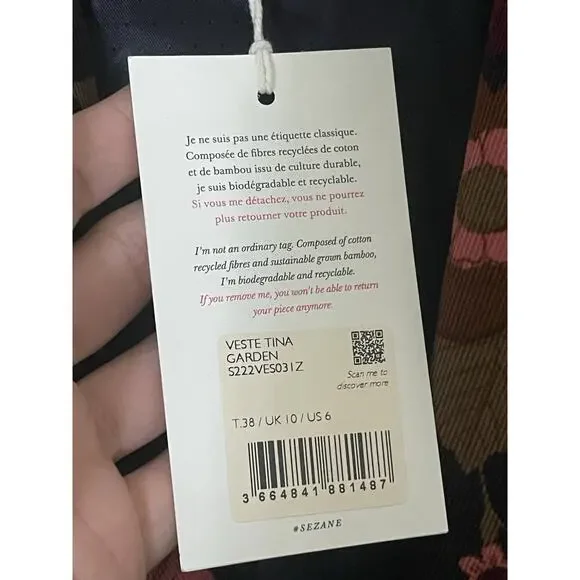 Je ne suis pas une étiquette classique.
Composée de fibres recyclées de coton
et de bambou issu de culture durable,
je suis biodégradable et recyclable.
Si vous me détachez, vous ne pourrez
plus retourner votre produit.
I'm not an ordinary tag. Composed of cotton
recycled fibres and sustainable grown bamboo,
I'm biodegradable and recyclable.
If you remove me, you won't be able to return
your piece anymore.
VESTE TINA
GARDEN
S222VES031Z
Scan me to
discover more
T.38 / UK 10 / US 6
3 664841 881487
#SEZANE